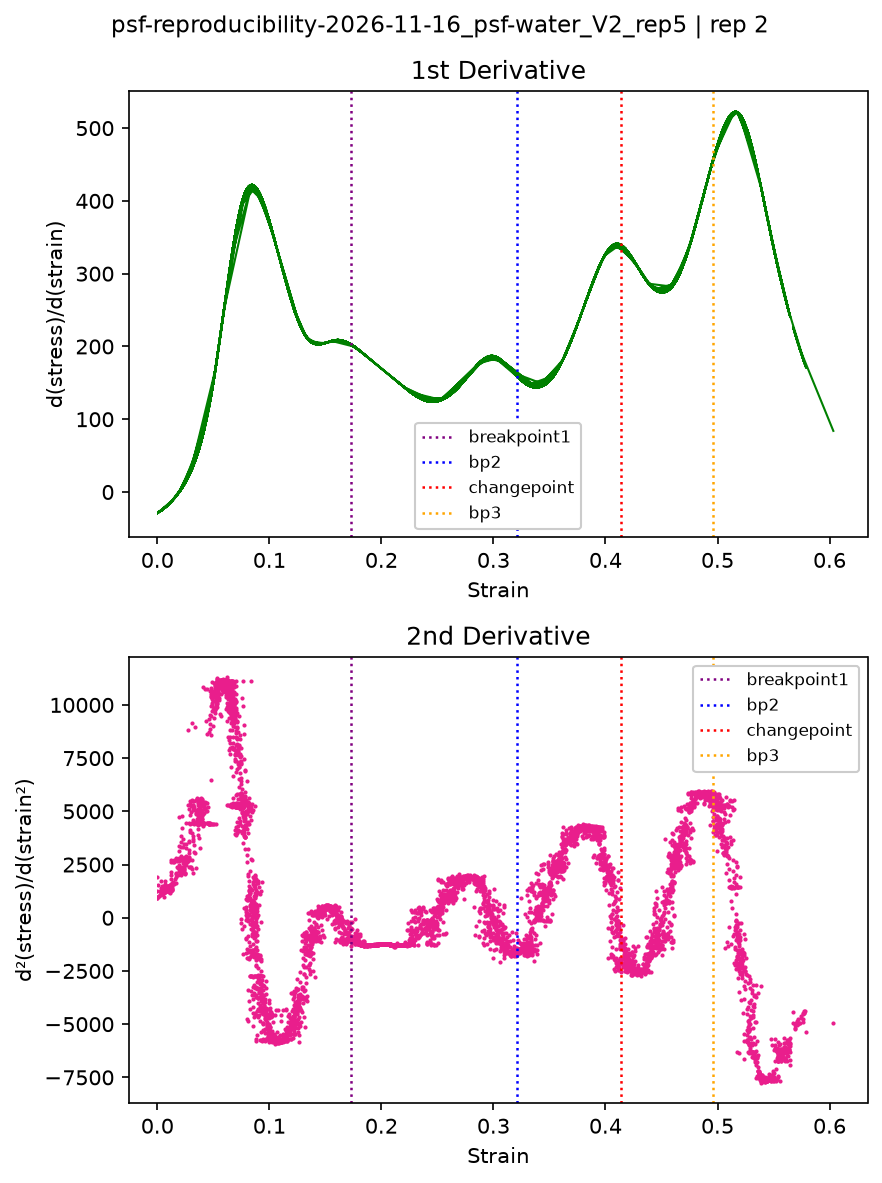 psf-reproducibility-2026-11-16_psf-water_V2_rep5 | rep 2
1st Derivative
d(stress)/d(strain)
500
400
300
200
100
0
breakpoint1
bp2
changepoint
bp3
0.0 0.1 0.2 0.3 0.4 0.5 0.6
Strain
2nd Derivative
d²(stress)/d(strain²)
10000
7500
5000
2500
0
−2500
−5000
−7500
breakpoint1
bp2
changepoint
bp3
0.0 0.1 0.2 0.3 0.4 0.5 0.6
Strain